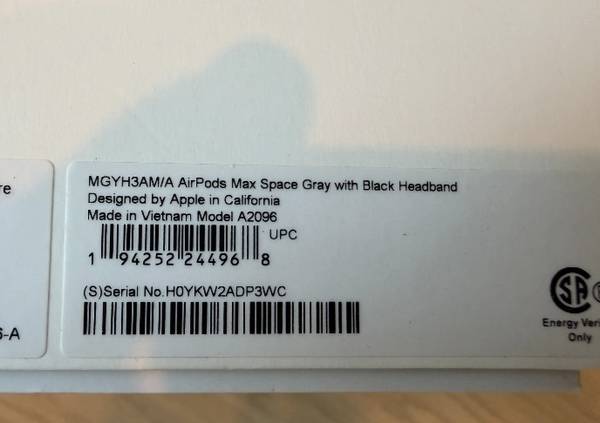 re
MGYH3AM/A AirPods Max Space Gray with Black Headband
Designed by Apple in California
Made in Vietnam Model A2096
UPC
1 94252 24496 8
(S)Serial No.H0YKW2ADP3WC
-A
SA
Energy Veri
Only